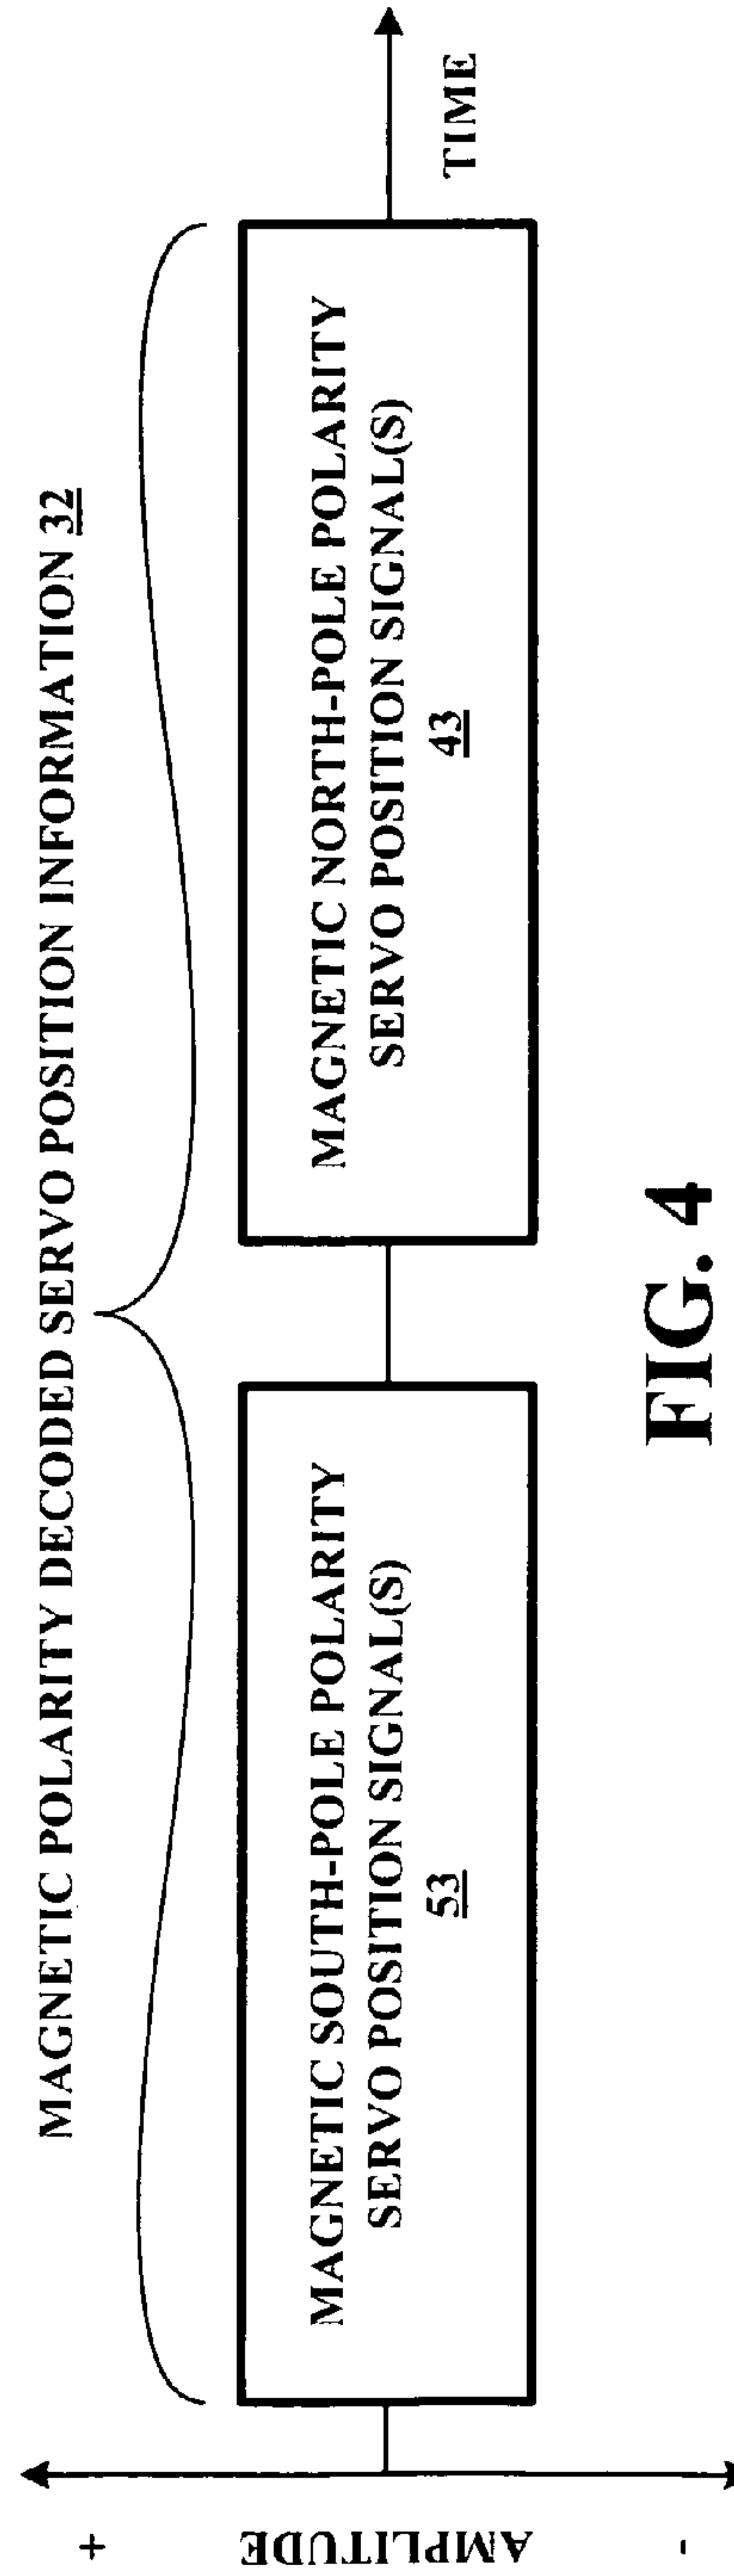 MAGNETIC POLARITY DECODED SERVO POSITION INFORMATION 32
+
AMPLITUDE
-
MAGNETIC SOUTH-POLE POLARITY
SERVO POSITION SIGNAL(S)
53
MAGNETIC NORTH-POLE POLARITY
SERVO POSITION SIGNAL(S)
43
TIME
FIG. 4